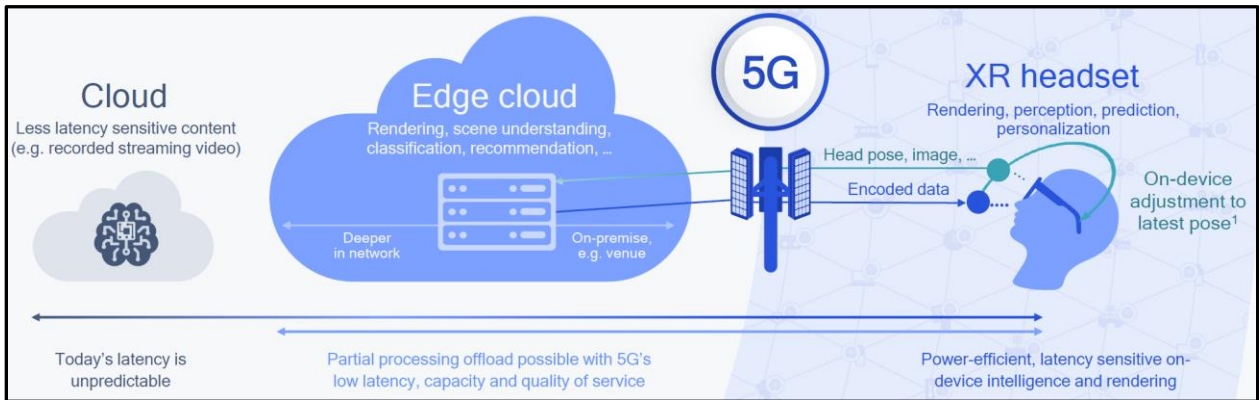 Cloud
Less latency sensitive content
(e.g. recorded streaming video)
Edge cloud
Rendering, scene understanding,
classification, recommendation, ...
Deeper
in network
On-premise,
e.g. venue
5G
XR headset
Rendering, perception, prediction,
personalization
Head pose, image, ...
Encoded data
On-device
adjustment to
latest pose¹
Today's latency is
unpredictable
Partial processing offload possible with 5G's
low latency, capacity and quality of service
Power-efficient, latency sensitive on-
device intelligence and rendering